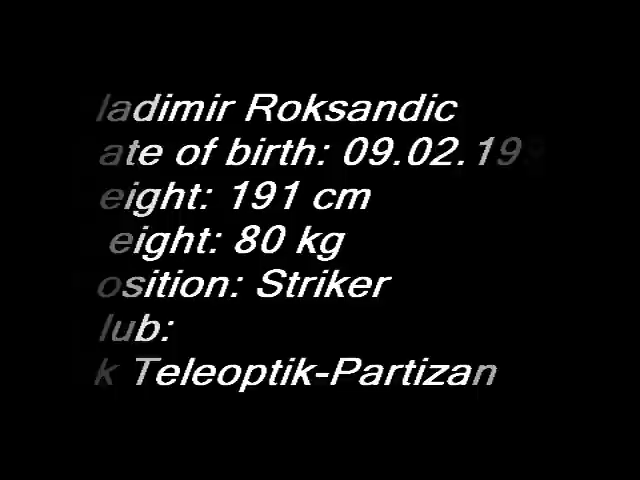 ladimir Roksandic
ate of birth: 09.02.19
eight: 191 cm
eight: 80 kg
osition: Striker
lub:
k Teleoptik-Partizan